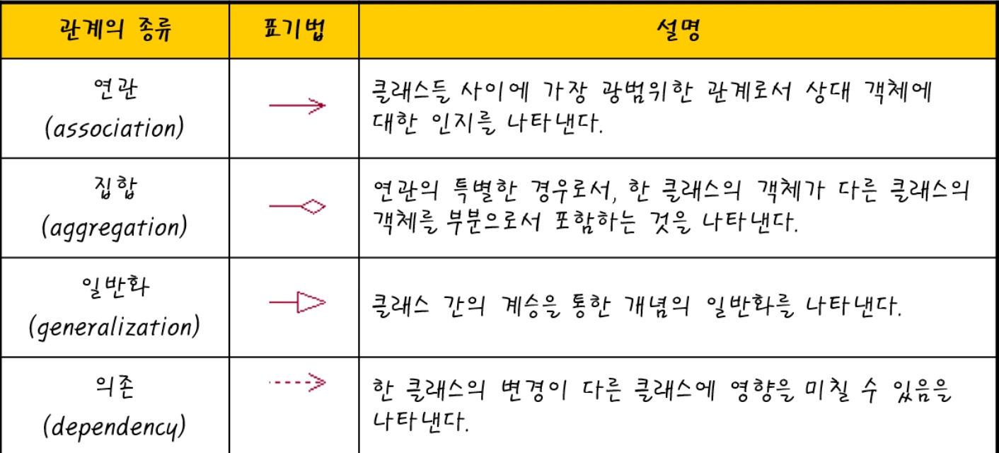 관계의 종류
표기법
설명
연관
(association)
클래스들 사이에 가장 광범위한 관계로서 상대 객체에
대한 인지를 나타낸다.
집합
(aggregation)
연관의 특별한 경우로서, 한 클래스의 객체가 다른 클래스의
객체를 부분으로서 포함하는 것을 나타낸다.
일반화
(generalization)
클래스 간의 계승을 통한 개념의 일반화를 나타낸다.
의존
(dependency)
한 클래스의 변경이 다른 클래스에 영향을 미칠 수 있음을
나타낸다.